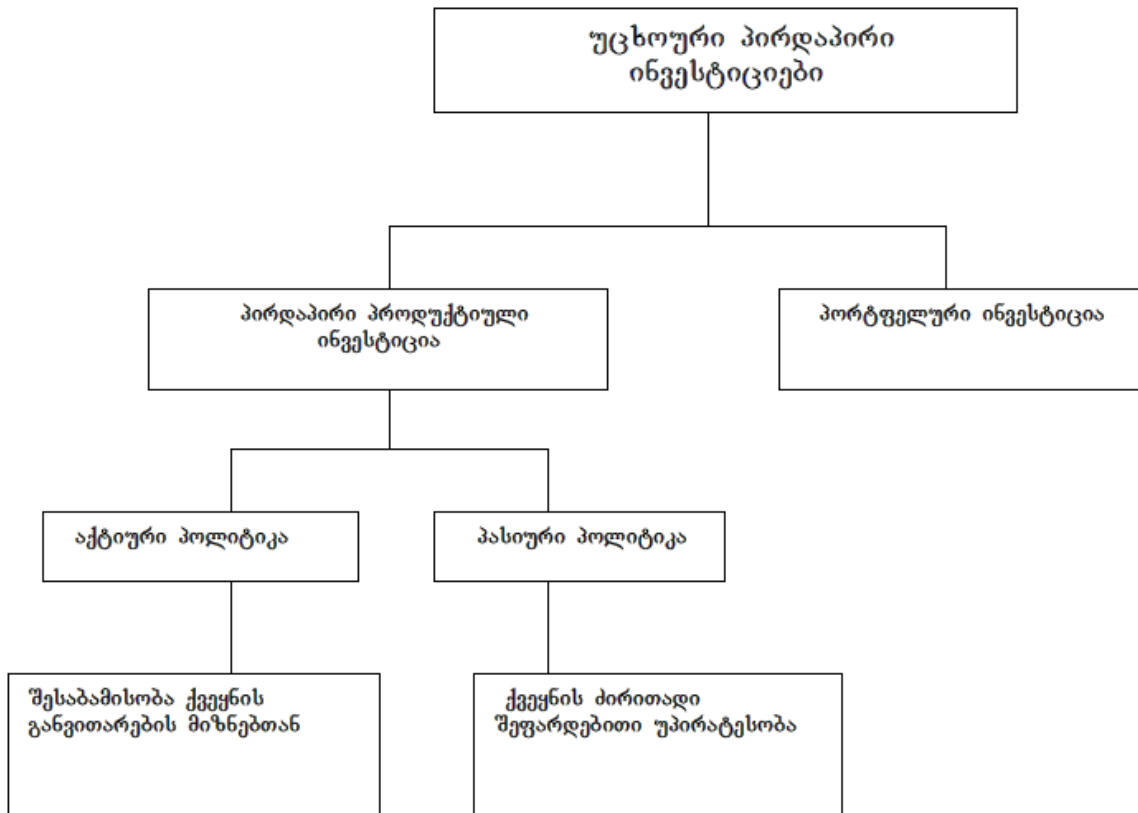 უცხოური პირდაპირი
ინვესტიციები
პირდაპირი პროდუქტიული
ინვესტიცია
პორტფელური ინვესტიცია
აქტიური პოლიტიკა
პასიური პოლიტიკა
შესაბამისობა ქვეყნის
განვითარების მიზნებთან
ქვეყნის ძირითადი
შეფარდებითი უპირატესობა